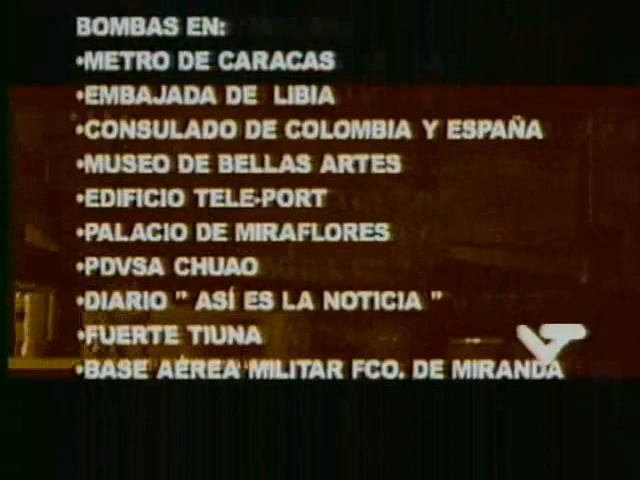 BOMBAS EN:
•METRO DE CARACAS
•EMBAJADA DE LIBIA
•CONSULADO DE COLOMBIA Y ESPAÑA
•MUSEO DE BELLAS ARTES
•EDIFICIO TELE-PORT
•PALACIO DE MIRAFLORES
•PDVSA CHUAO
•DIARIO " ASÍ ES LA NOTICIA "
•FUERTE TIUNA
•BASE AEREA MILITAR FCO. DE MIRANDA